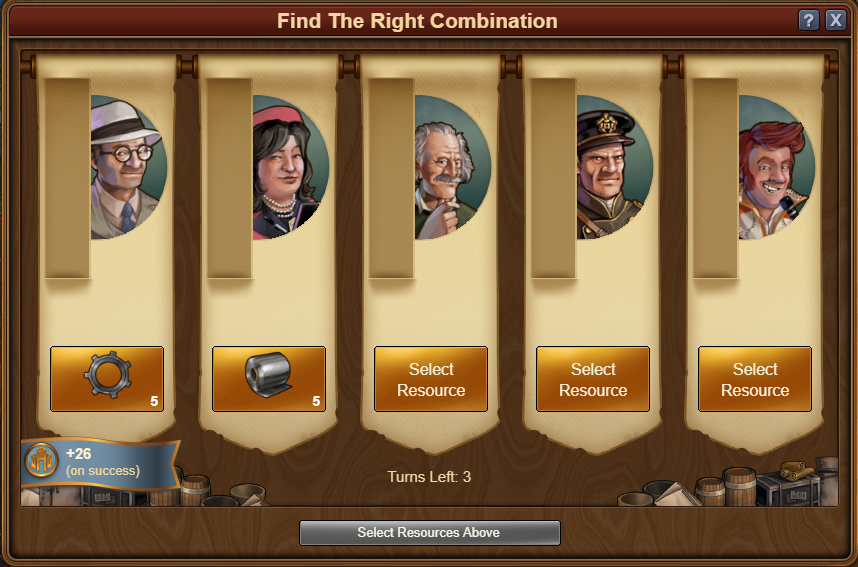 Find The Right Combination
? X
5
5
Select
Resource
Select
Resource
Select
Resource
+26
(on success)
Turns Left: 3
Select Resources Above